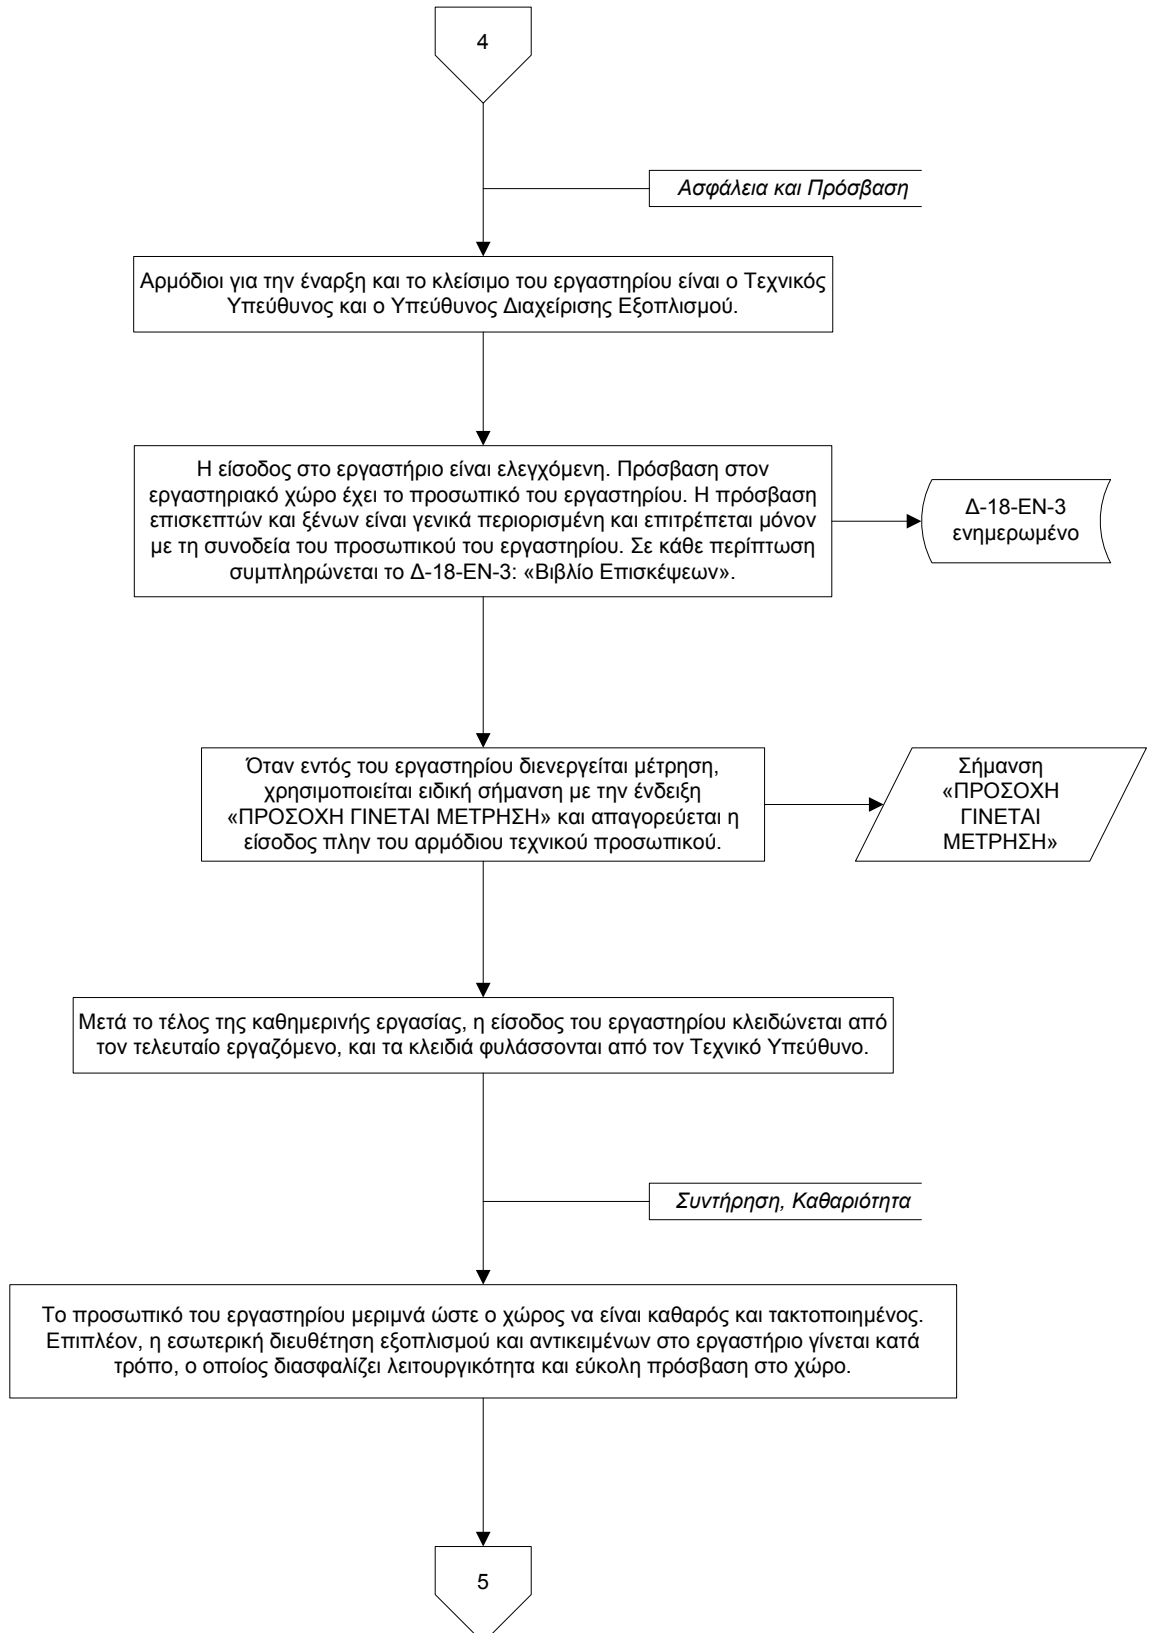 4
Ασφάλεια και Πρόσβαση
Αρμόδιοι για την έναρξη και το κλείσιμο του εργαστηρίου είναι ο Τεχνικός
Υπεύθυνος και ο Υπεύθυνος Διαχείρισης Εξοπλισμού.
Η είσοδος στο εργαστήριο είναι ελεγχόμενη. Πρόσβαση στον
εργαστηριακό χώρο έχει το προσωπικό του εργαστηρίου. Η πρόσβαση
επισκεπτών και ξένων είναι γενικά περιορισμένη και επιτρέπεται μόνον
με τη συνοδεία του προσωπικού του εργαστηρίου. Σε κάθε περίπτωση
συμπληρώνεται το Δ-18-ΕΝ-3: «Βιβλίο Επισκέψεων».
Δ-18-ΕΝ-3
ενημερωμένο
Όταν εντός του εργαστηρίου διενεργείται μέτρηση,
χρησιμοποιείται ειδική σήμανση με την ένδειξη
«ΠΡΟΣΟΧΗ ΓΙΝΕΤΑΙ ΜΕΤΡΗΣΗ» και απαγορεύεται η
είσοδος πλην του αρμόδιου τεχνικού προσωπικού.
Σήμανση
«ΠΡΟΣΟΧΗ
ΓΙΝΕΤΑΙ
ΜΕΤΡΗΣΗ»
Μετά το τέλος της καθημερινής εργασίας, η είσοδος του εργαστηρίου κλειδώνεται από
τον τελευταίο εργαζόμενο, και τα κλειδιά φυλάσσονται από τον Τεχνικό Υπεύθυνο.
Συντήρηση, Καθαριότητα
Το προσωπικό του εργαστηρίου μεριμνά ώστε ο χώρος να είναι καθαρός και τακτοποιημένος.
Επιπλέον, η εσωτερική διευθέτηση εξοπλισμού και αντικειμένων στο εργαστήριο γίνεται κατά
τρόπο, ο οποίος διασφαλίζει λειτουργικότητα και εύκολη πρόσβαση στο χώρο.
5